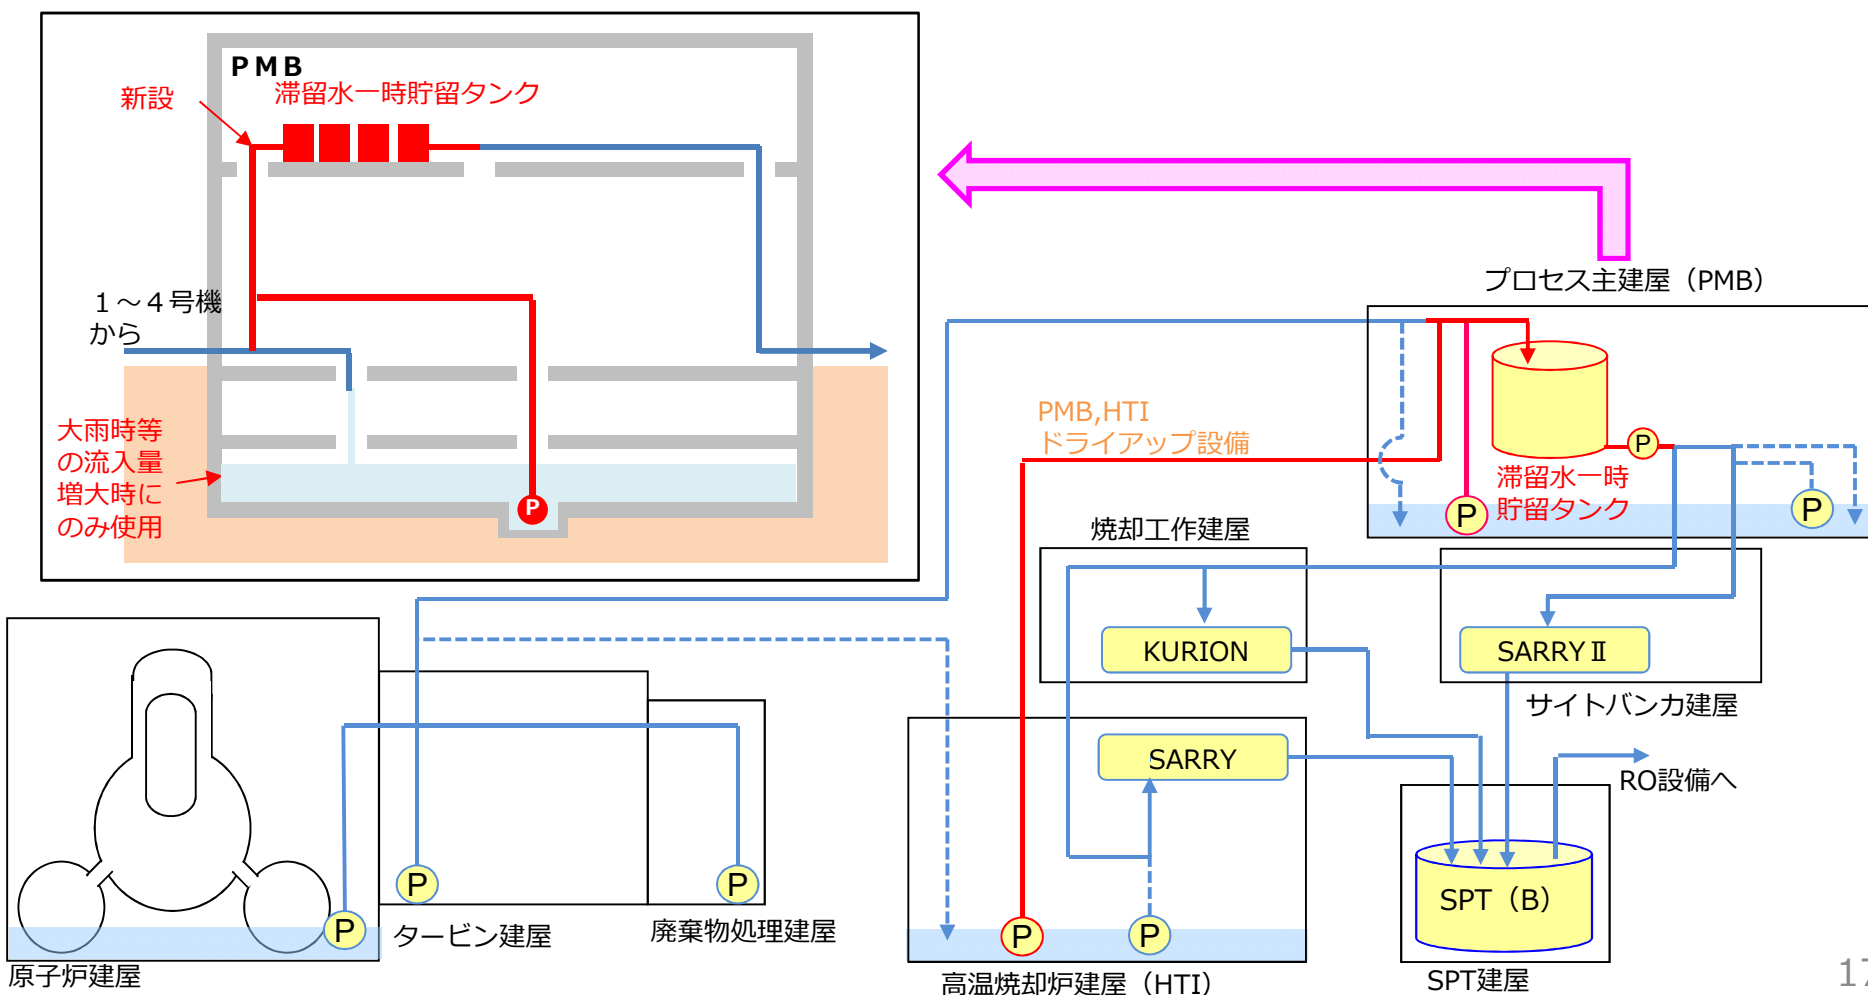 PMB
新設
滞留水一時貯留タンク
１～４号機
から
大雨時等
の流入量
増大時に
のみ使用
P
プロセス主建屋（PMB）
PMB,HTI
ドライアップ設備
P
滞留水一時
貯留タンク
P
P
焼却工作建屋
KURION
SARRYⅡ
サイトバンカ建屋
SARRY
RO設備へ
SPT（B）
P
P
P
P
P
タービン建屋
廃棄物処理建屋
原子炉建屋
高温焼却炉建屋（HTI）
SPT建屋
17